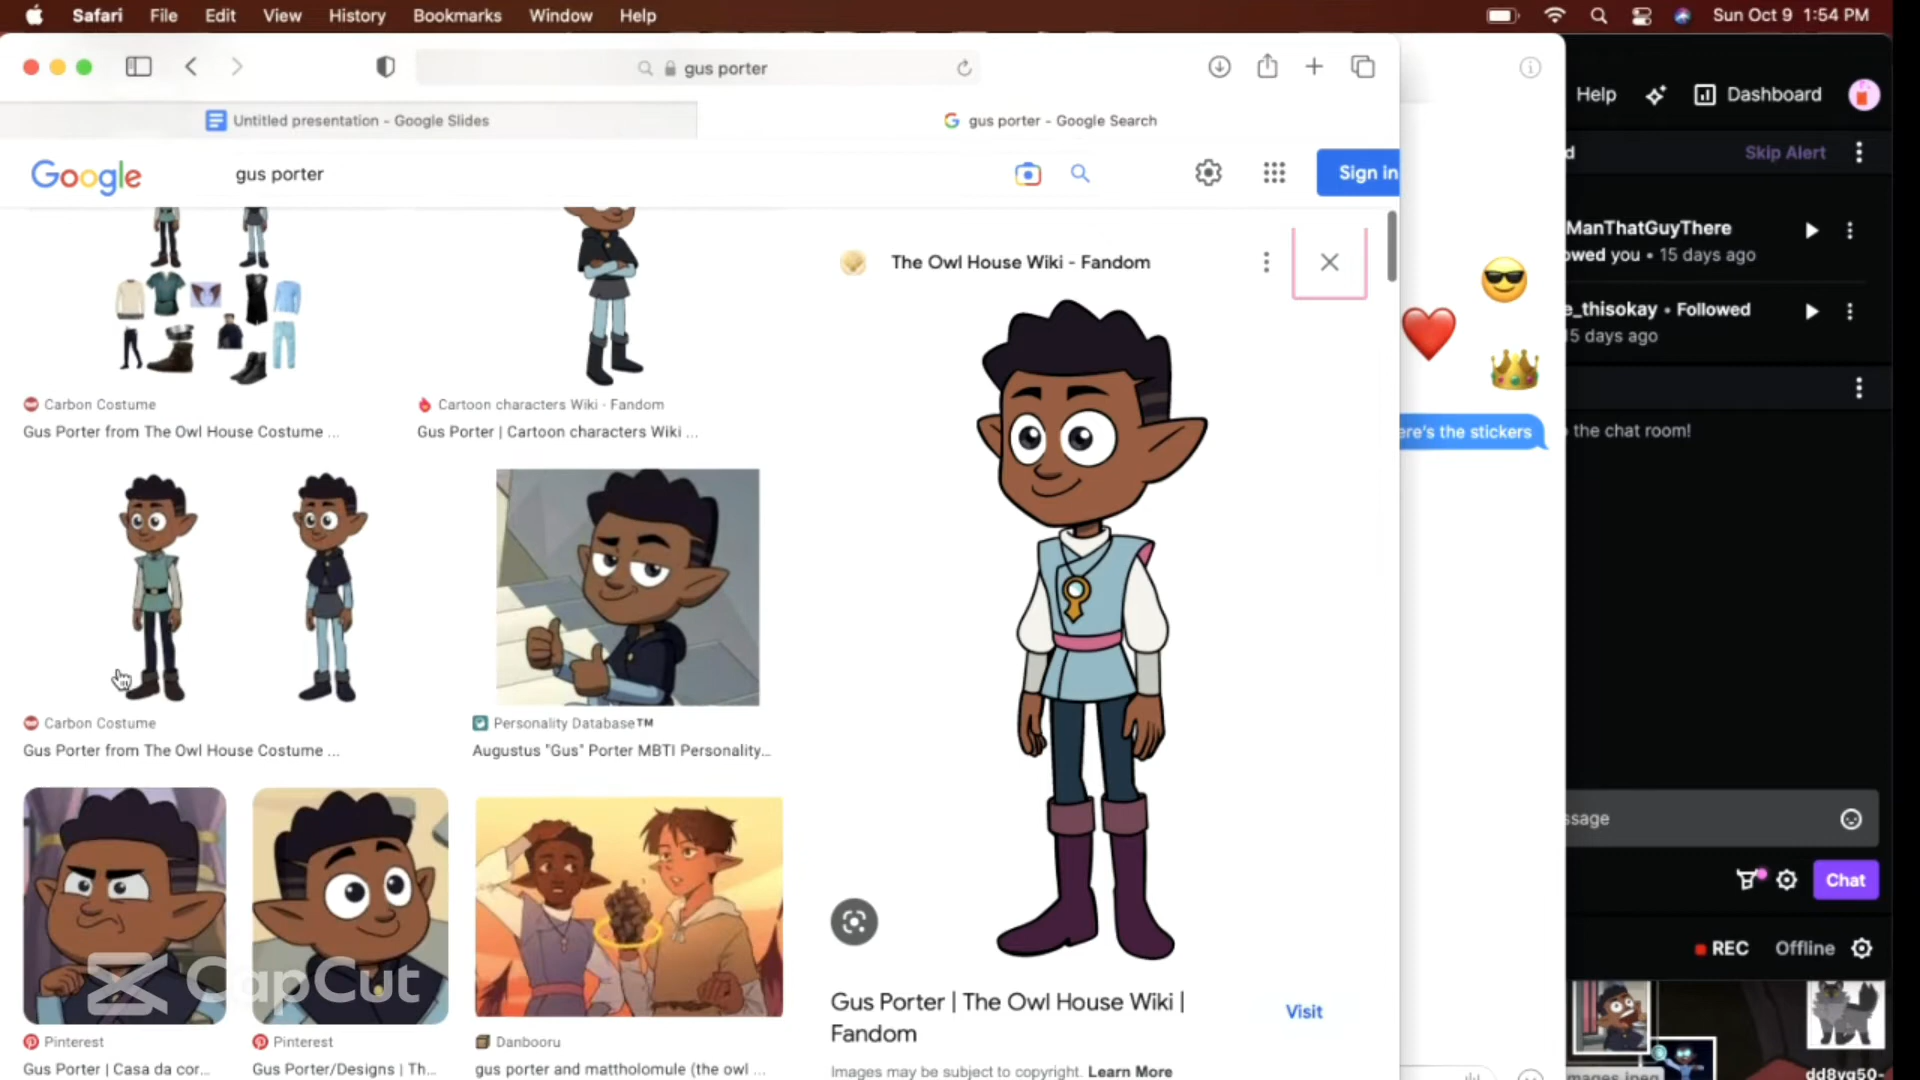 Safari File Edit View History Bookmarks Window Help
Sun Oct 9 1:54 PM
gus porter
Untitled presentation - Google Slides
gus porter - Google Search
Google
gus porter
Sign in
The Owl House Wiki - Fandom
Carbon Costume
Gus Porter from The Owl House Costume ...
Cartoon characters Wiki - Fandom
Gus Porter | Cartoon characters Wiki ...
Carbon Costume
Gus Porter from The Owl House Costume ...
Personality Database™
Augustus "Gus" Porter MBTI Personality...
CapCut
Pinterest
Gus Porter | Casa da cor...
Pinterest
Gus Porter/Designs | Th...
Danbooru
gus porter and mattholomule (the owl ...
Gus Porter | The Owl House Wiki |
Fandom
Visit
Images may be subject to copyright. Learn More
ere's the stickers
Help
Dashboard
d
Skip Alert
ManThatGuyThere
owed you • 15 days ago
e_thisokay • Followed
15 days ago
the chat room!
ssage
Chat
REC
Offline
images.jpeg
dd8vg50-